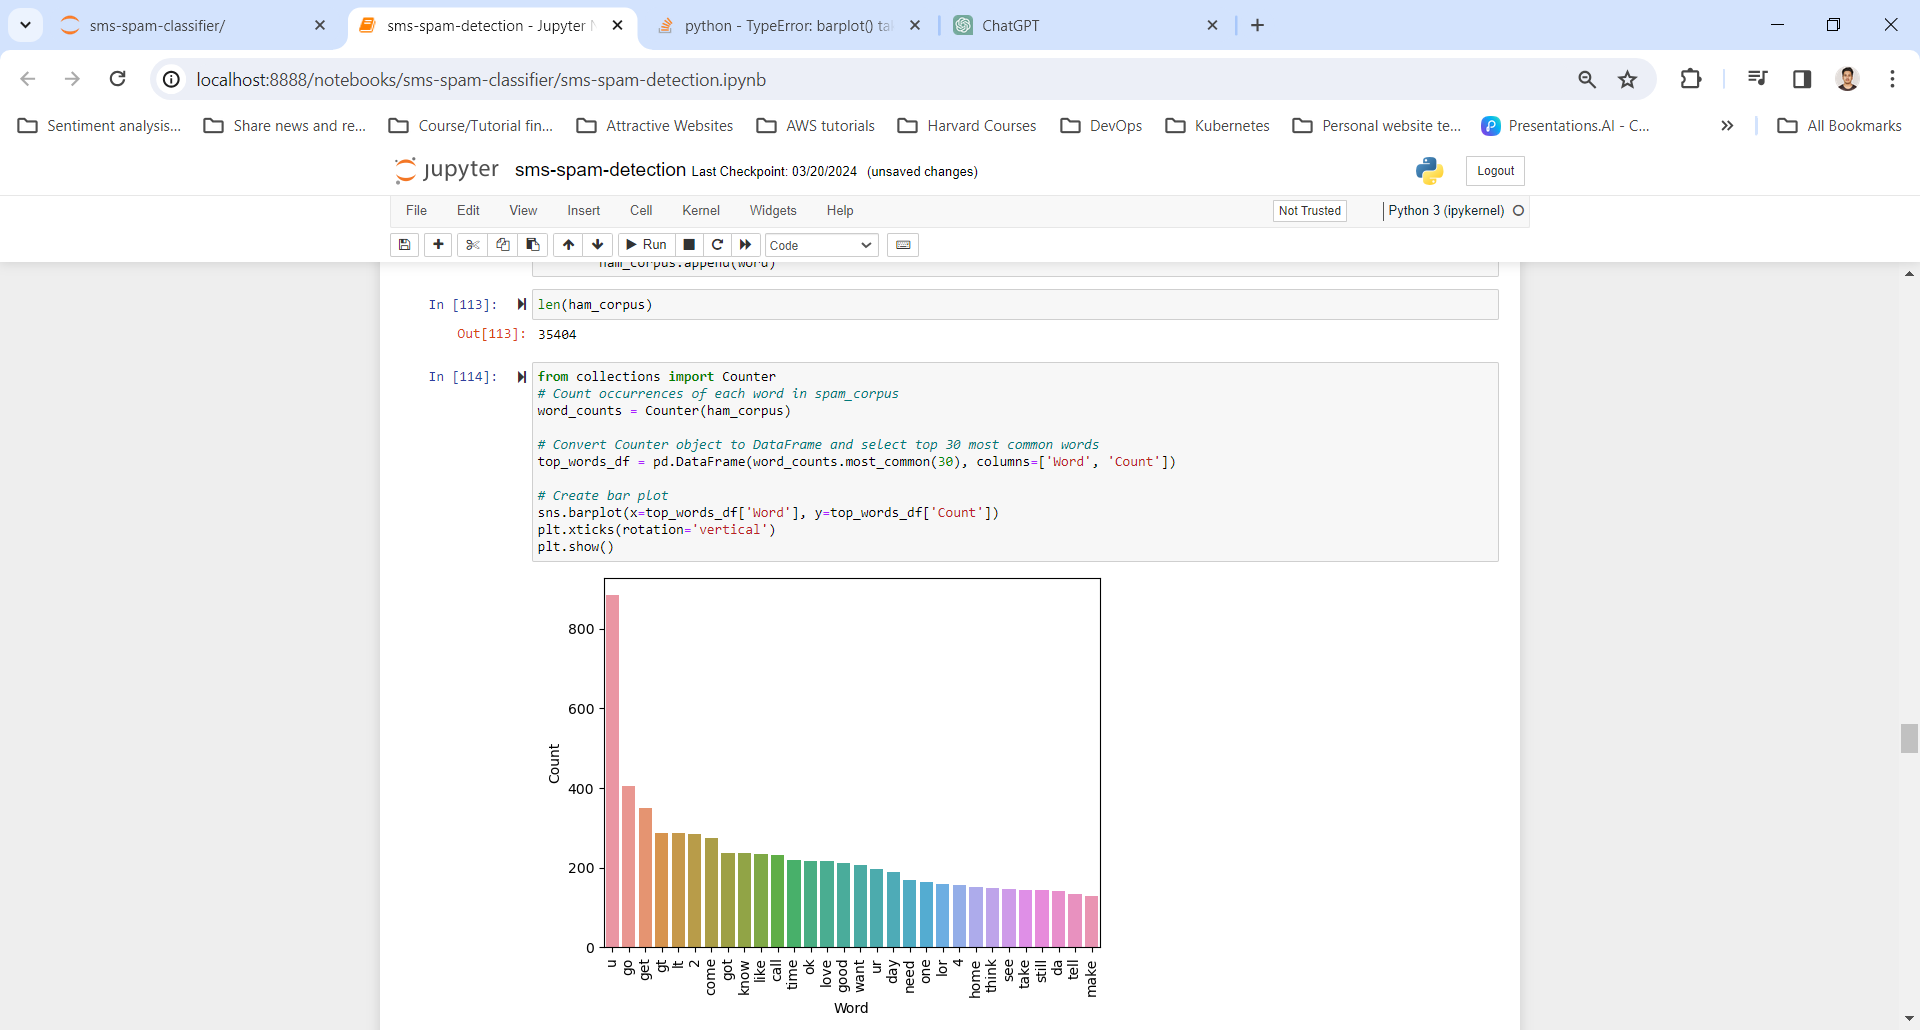 sms-spam-classifier/
sms-spam-detection - Jupyter N
python - TypeError: barplot() ta
ChatGPT
localhost:8888/notebooks/sms-spam-classifier/sms-spam-detection.ipynb
Sentiment analysis...
Share news and re...
Course/Tutorial fin...
Attractive Websites
AWS tutorials
Harvard Courses
DevOps
Kubernetes
Personal website te...
Presentations.AI - C...
All Bookmarks
jupyter sms-spam-detection Last Checkpoint: 03/20/2024 (unsaved changes)
Logout
File Edit View Insert Cell Kernel Widgets Help
Not Trusted
Python 3 (ipykernel)
Run
Code
ham_corpus.append(word)
In [113]: len(ham_corpus)
Out[113]: 35404
In [114]: from collections import Counter
# Count occurrences of each word in spam_corpus
word_counts = Counter(ham_corpus)
# Convert Counter object to DataFrame and select top 30 most common words
top_words_df = pd.DataFrame(word_counts.most_common(30), columns=['Word', 'Count'])
# Create bar plot
sns.barplot(x=top_words_df['Word'], y=top_words_df['Count'])
plt.xticks(rotation='vertical')
plt.show()
800
600
400
200
0
Count
u
go
get
gt
lt
2
come
got
know
like
call
time
ok
love
good
want
ur
day
need
one
lor
4
home
think
see
take
still
da
tell
make
Word